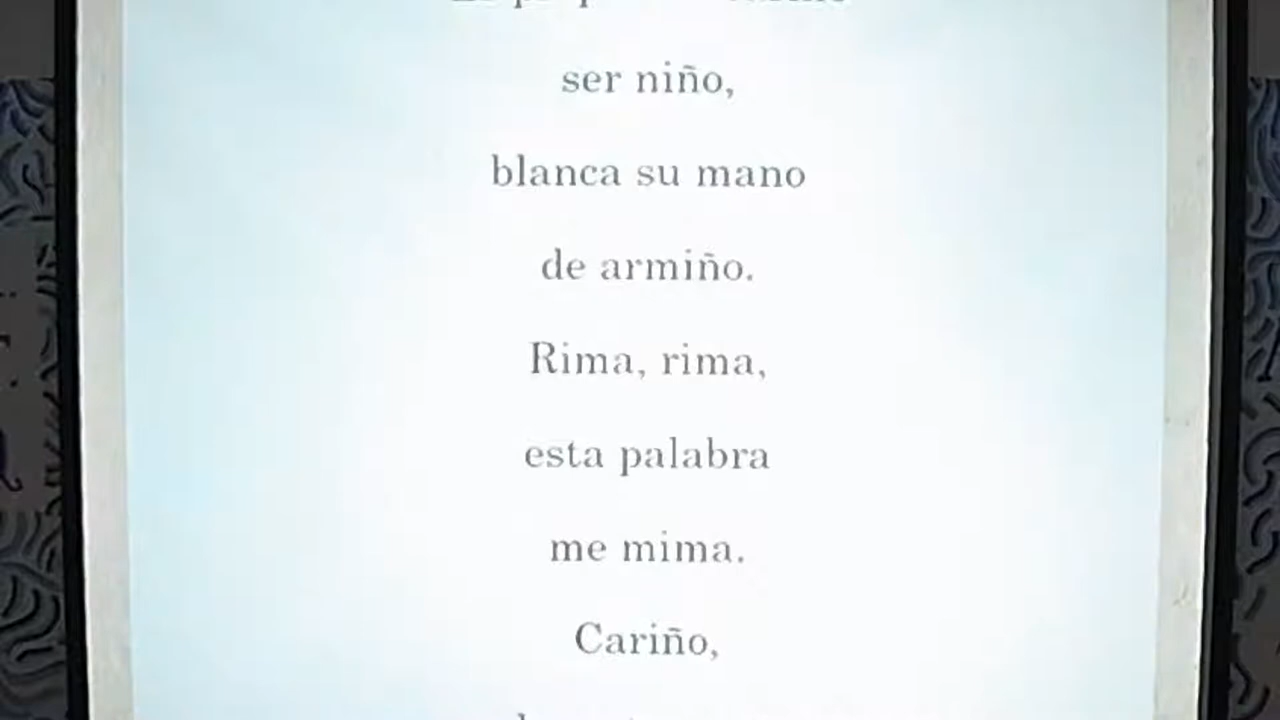 ser niño,
blanca su mano
de armiño.
Rima, rima,
esta palabra
me mima.
Cariño,